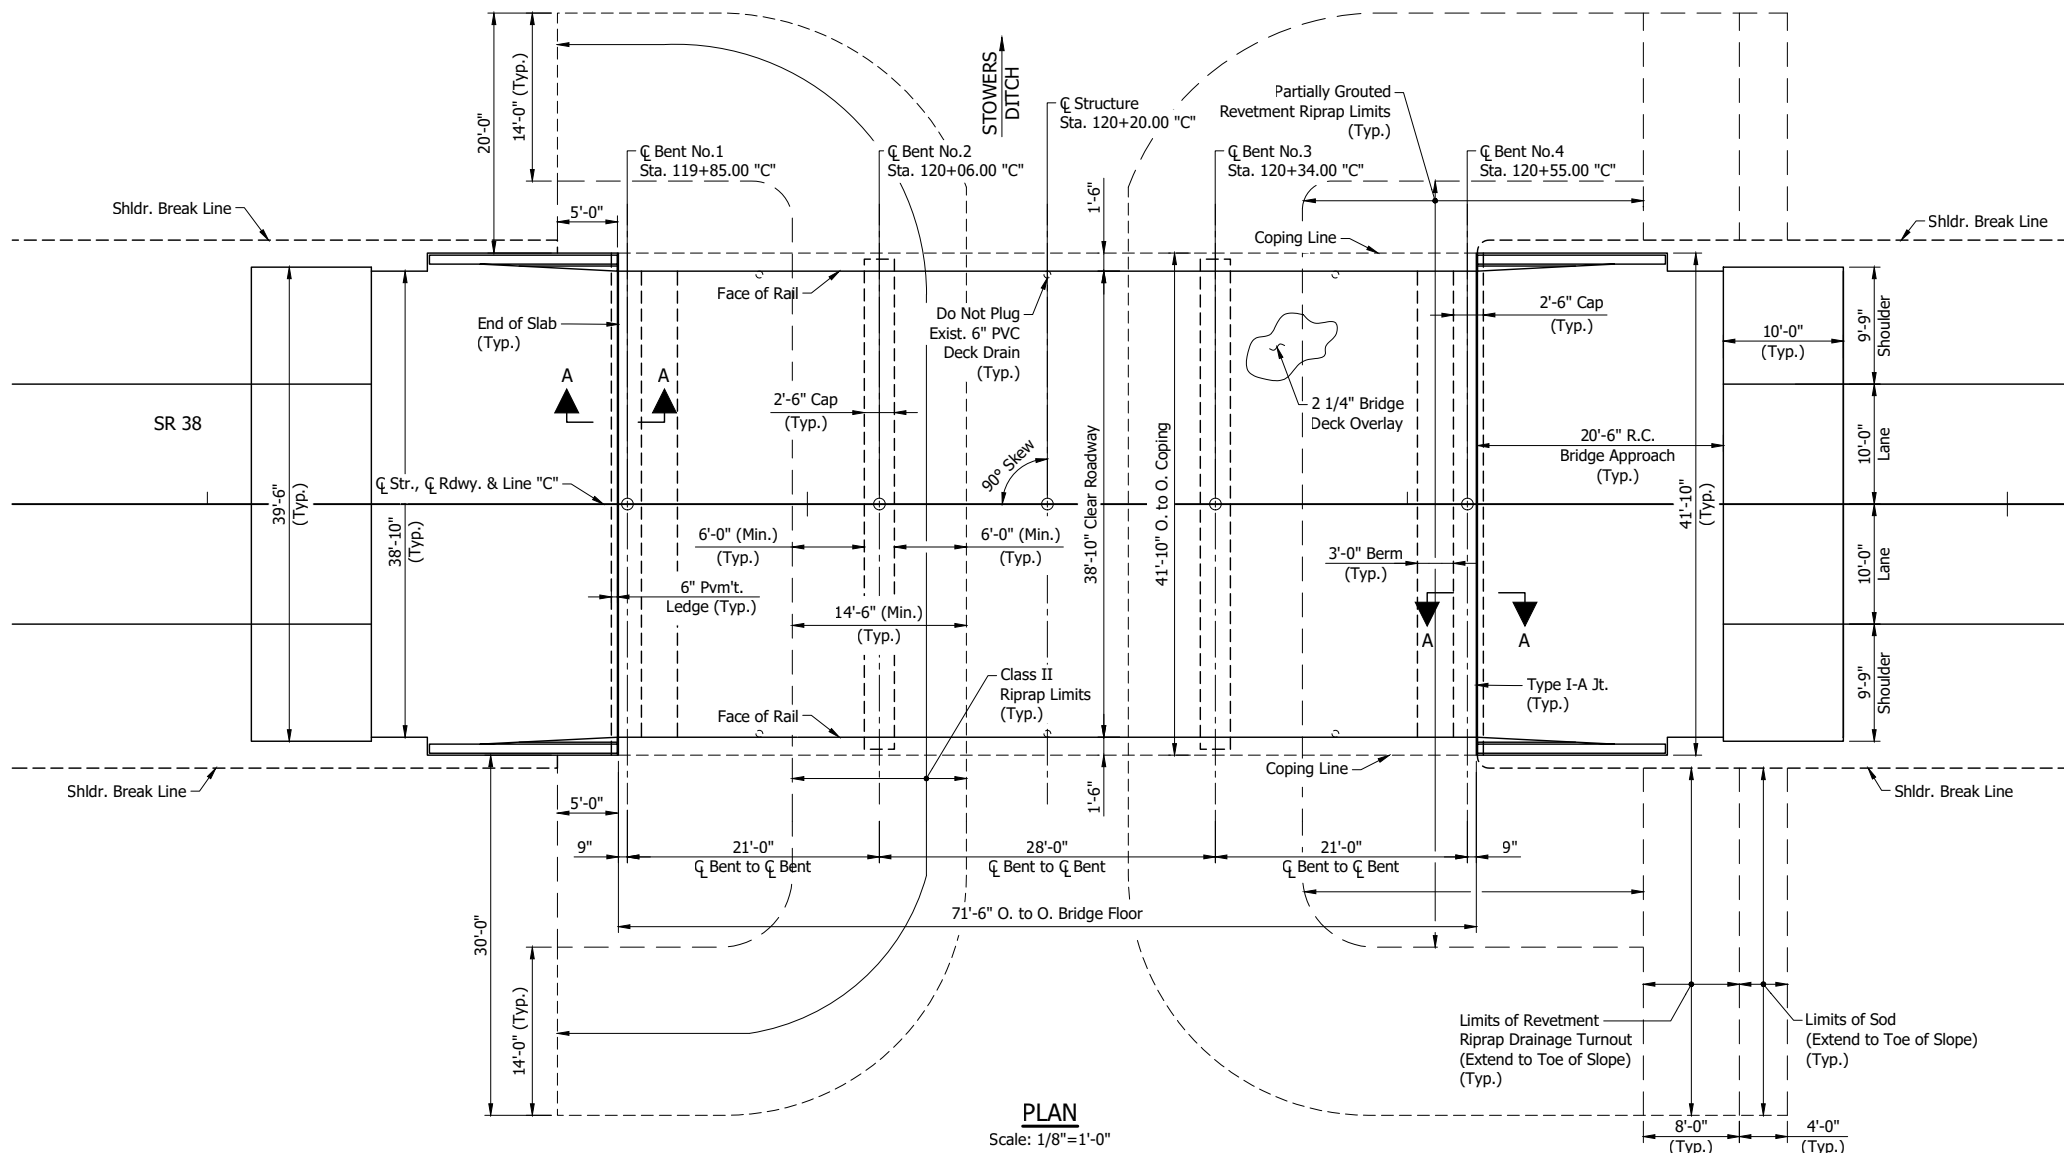 20'-0"
14'-0" (Typ.)
STOWERS
DITCH
℄ Structure
Sta. 120+20.00 "C"
Partially Grouted
Revetment Riprap Limits
(Typ.)
℄ Bent No.1
Sta. 119+85.00 "C"
℄ Bent No.2
Sta. 120+06.00 "C"
℄ Bent No.3
Sta. 120+34.00 "C"
℄ Bent No.4
Sta. 120+55.00 "C"
Shldr. Break Line
5'-0"
1'-6"
Coping Line
Shldr. Break Line
Face of Rail
End of Slab
(Typ.)
Do Not Plug
Exist. 6" PVC
Deck Drain
(Typ.)
2'-6" Cap
(Typ.)
10'-0"
(Typ.)
9'-9"
Shoulder
A
A
2'-6" Cap
(Typ.)
2 1/4" Bridge
Deck Overlay
SR 38
90° Skew
38'-10" Clear Roadway
41'-10" O. to O. Coping
20'-6" R.C.
Bridge Approach
(Typ.)
10'-0"
Lane
℄ Str., ℄ Rdwy. & Line "C"
39'-6"
(Typ.)
38'-10"
(Typ.)
41'-10"
(Typ.)
6'-0" (Min.)
(Typ.)
6'-0" (Min.)
(Typ.)
3'-0" Berm
(Typ.)
10'-0"
Lane
6" Pvm't.
Ledge (Typ.)
14'-6" (Min.)
(Typ.)
A
A
Class II
Riprap Limits
(Typ.)
Type I-A Jt.
(Typ.)
9'-9"
Shoulder
Face of Rail
Coping Line
1'-6"
Shldr. Break Line
Shldr. Break Line
5'-0"
9"
21'-0"
℄ Bent to ℄ Bent
28'-0"
℄ Bent to ℄ Bent
21'-0"
℄ Bent to ℄ Bent
9"
71'-6" O. to O. Bridge Floor
30'-0"
14'-0" (Typ.)
Limits of Revetment
Riprap Drainage Turnout
(Extend to Toe of Slope)
(Typ.)
Limits of Sod
(Extend to Toe of Slope)
(Typ.)
PLAN
Scale: 1/8"=1'-0"
8'-0"
(Typ.)
4'-0"
(Typ.)